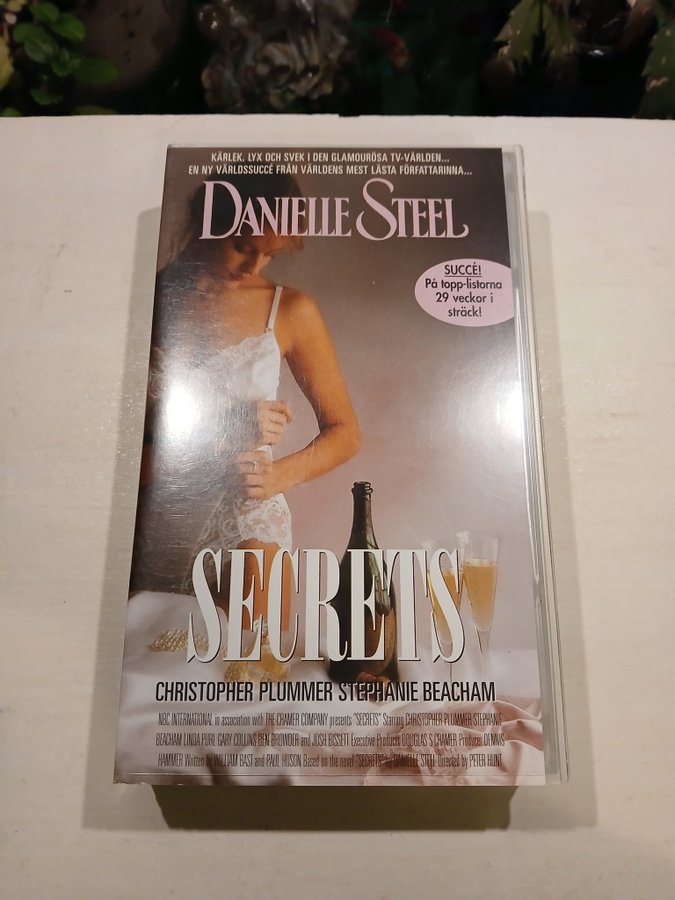 KÄRLEK, LYX OCH SVEK I DEN GLAMOURÖSA TV-VÄRLDEN...
EN NY VÄRLDSSUCCÉ FRÅN VÄRLDENS MEST LÄSTA FÖRFATTARINNA...
DANIELLE STEEL
SUCCÉ!
På topp-listorna
29 veckor i
sträck!
SECRETS
CHRISTOPHER PLUMMER STEPHANIE BEACHAM
NBC INTERNATIONAL in association with THE CRAMER COMPANY presents "SECRETS" Starring CHRISTOPHER PLUMMER STEPHANIE
BEACHAM LINDA PURL GARY COLLINS BEN BROWDER and JOSH BISSETT Executive Producer DOUGLAS S CRAMER Producer DENNIS
HAMMER Written by WILLIAM BAST and PAUL HUSON Based on the novel "SECRETS" by DANIELLE STEEL Directed by PETER HUNT